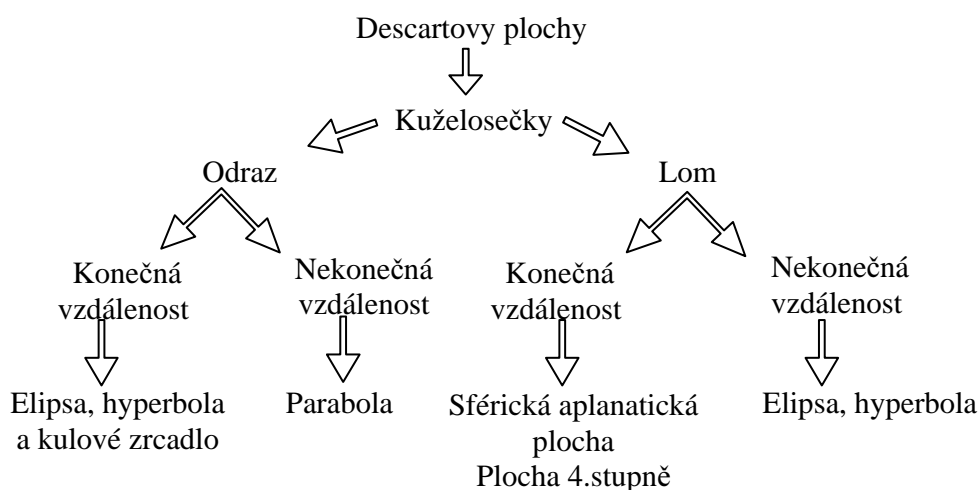 Descartovy plochy
Kuželosečky
Odraz
Lom
Konečná
vzdálenost
Nekonečná
vzdálenost
Konečná
vzdálenost
Nekonečná
vzdálenost
Elipsa, hyperbola
a kulové zrcadlo
Parabola
Sférická aplanatická
plocha
Plocha 4.stupně
Elipsa, hyperbola